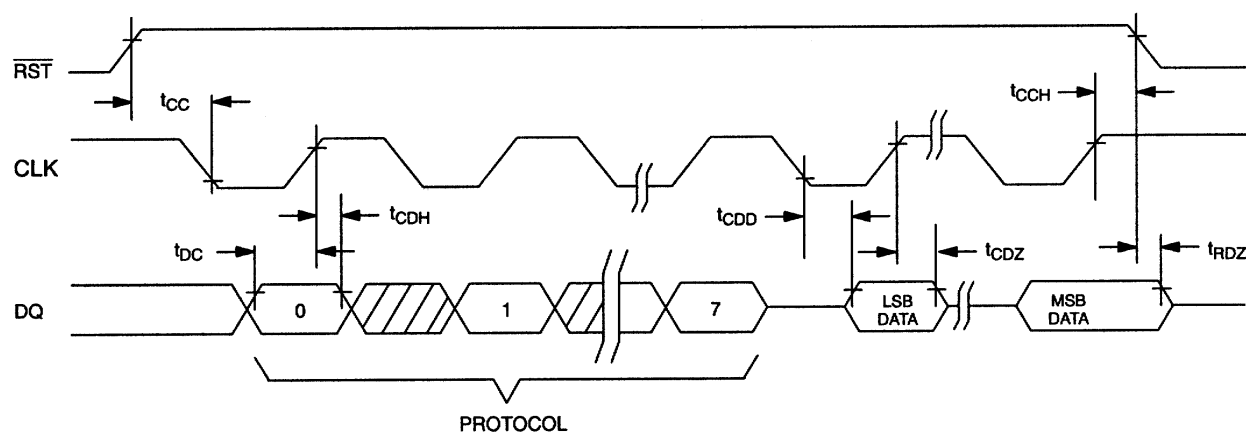 RST
tCC
tCCH
CLK
tCDH
tCDD
tDC
tCDZ
tRDZ
DQ
0
1
7
LSB
DATA
MSB
DATA
PROTOCOL